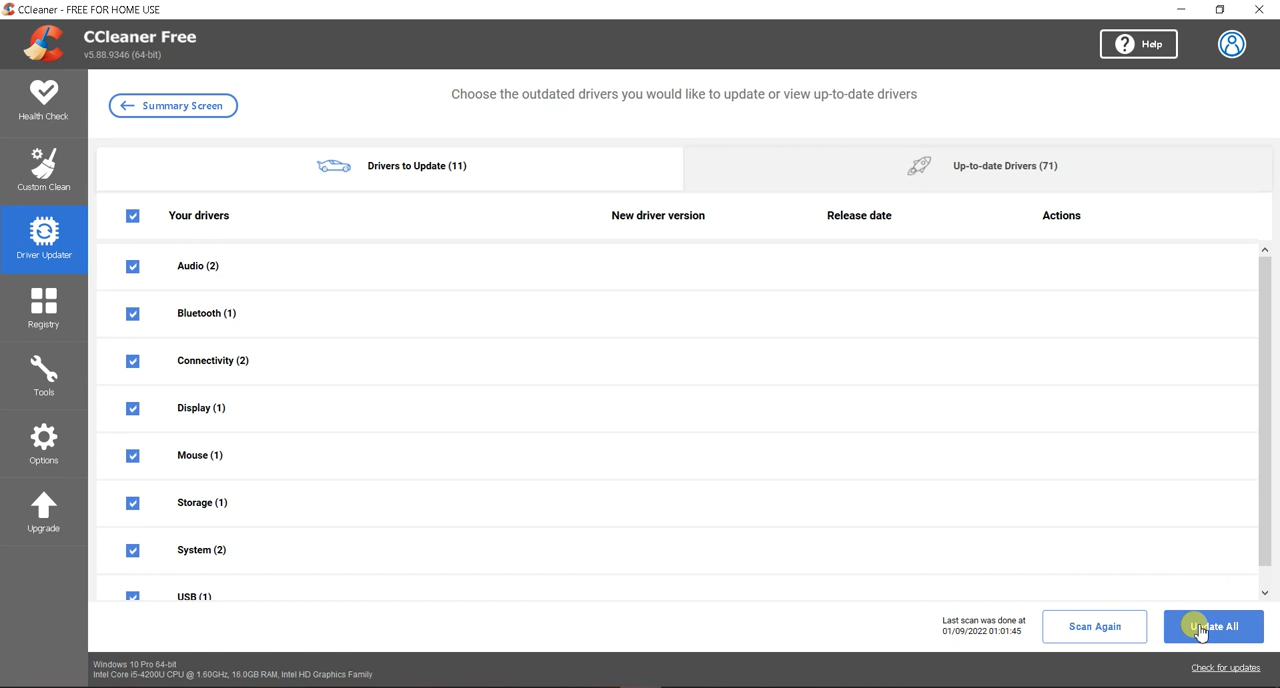 CCleaner - FREE FOR HOME USE
CCleaner Free
v5.88.9346 (64-bit)
Help
Health Check
Custom Clean
Driver Updater
Registry
Tools
Options
Upgrade
Summary Screen
Choose the outdated drivers you would like to update or view up-to-date drivers
Drivers to Update (11)
Up-to-date Drivers (71)
Your drivers
New driver version
Release date
Actions
Audio (2)
Bluetooth (1)
Connectivity (2)
Display (1)
Mouse (1)
Storage (1)
System (2)
USB (1)
Last scan was done at
01/09/2022 01:01:45
Scan Again
Update All
Windows 10 Pro 64-bit
Intel Core i5-4200U CPU @ 1.60GHz, 16.0GB RAM, Intel HD Graphics Family
Check for updates